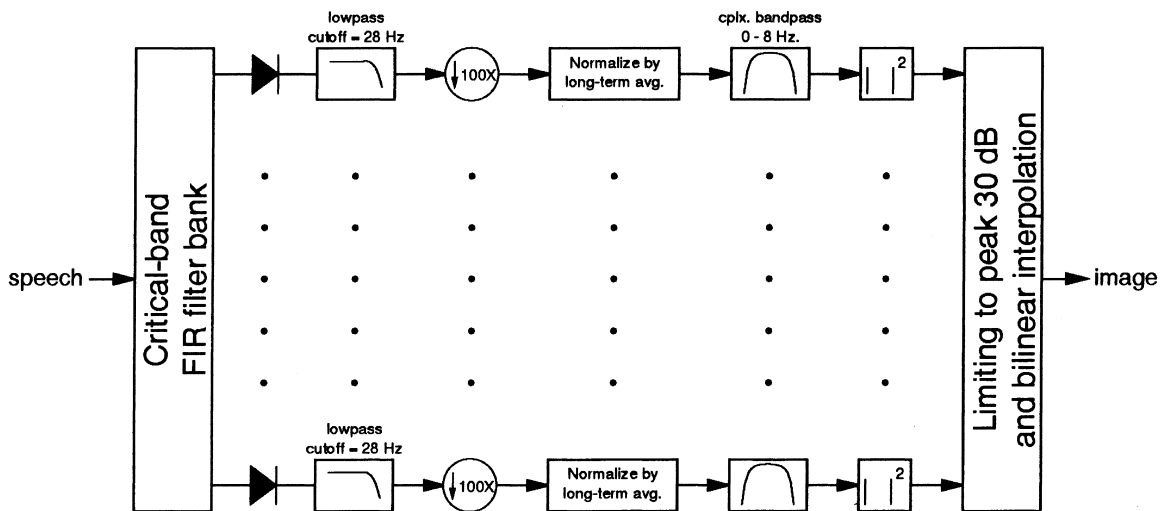 lowpass
cutoff = 28 Hz
cplx. bandpass
0 - 8 Hz.
↓ 100X
Normalize by
long-term avg.
| |²
speech
Critical-band
FIR filter bank
Limiting to peak 30 dB
and bilinear interpolation
image
lowpass
cutoff = 28 Hz
↓ 100X
Normalize by
long-term avg.
| |²